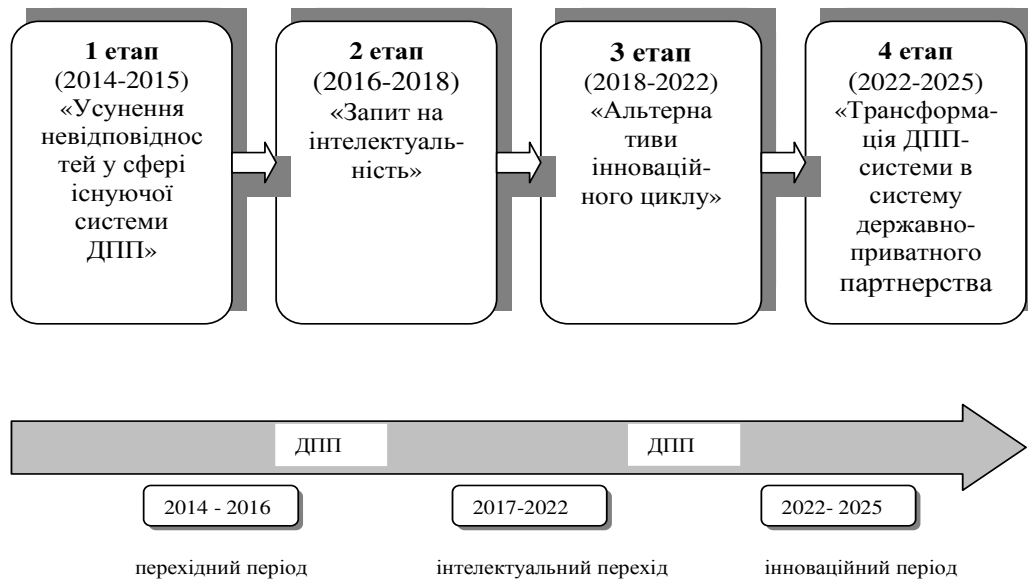 1 етап
(2014-2015)
«Усунення
невідповіднос
тей у сфері
існуючої
системи
ДПП»
2 етап
(2016-2018)
«Запит на
інтелектуаль-
ність»
3 етап
(2018-2022)
«Альтерна
тиви
інновацій-
ного циклу»
4 етап
(2022-2025)
«Трансформа-
ція ДПП-
системи в
систему
державно-
приватного
партнерства
ДПП
ДПП
2014 - 2016
2017-2022
2022- 2025
перехідний період
інтелектуальний перехід
інноваційний період